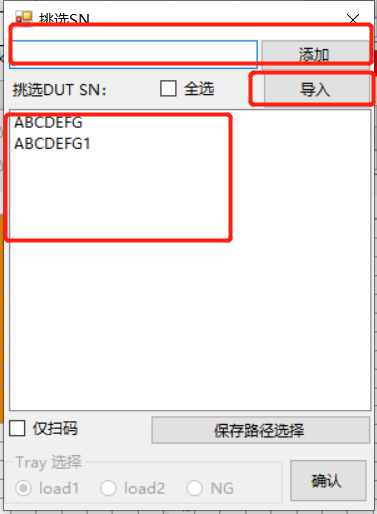 挑选SN
添加
挑选DUT SN：
全选
导入
ABCDEFG
ABCDEFG1
仅扫码
保存路径选择
Tray 选择
load1
load2
NG
确认